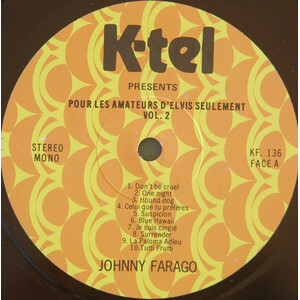 K-tel
PRESENTS
POUR LES AMATEURS D'ELVIS SEULEMENT
VOL. 2
STEREO
MONO
KF. 136
FACE A
1. Don't be cruel
2. One night
3. Hound dog
4. Celui que tu préfères
5. Suspicion
6. Blue Hawaii
7. Je suis cinglé
8. Surrender
9. La Paloma Adieu
10. Tutti Frutti
JOHNNY FARAGO